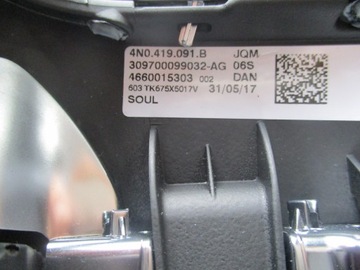 4N0.419.091.B JQM
309700099032-AG 06S
4660015303 002 DAN
603 TK675X5017V 31/05/17
SOUL